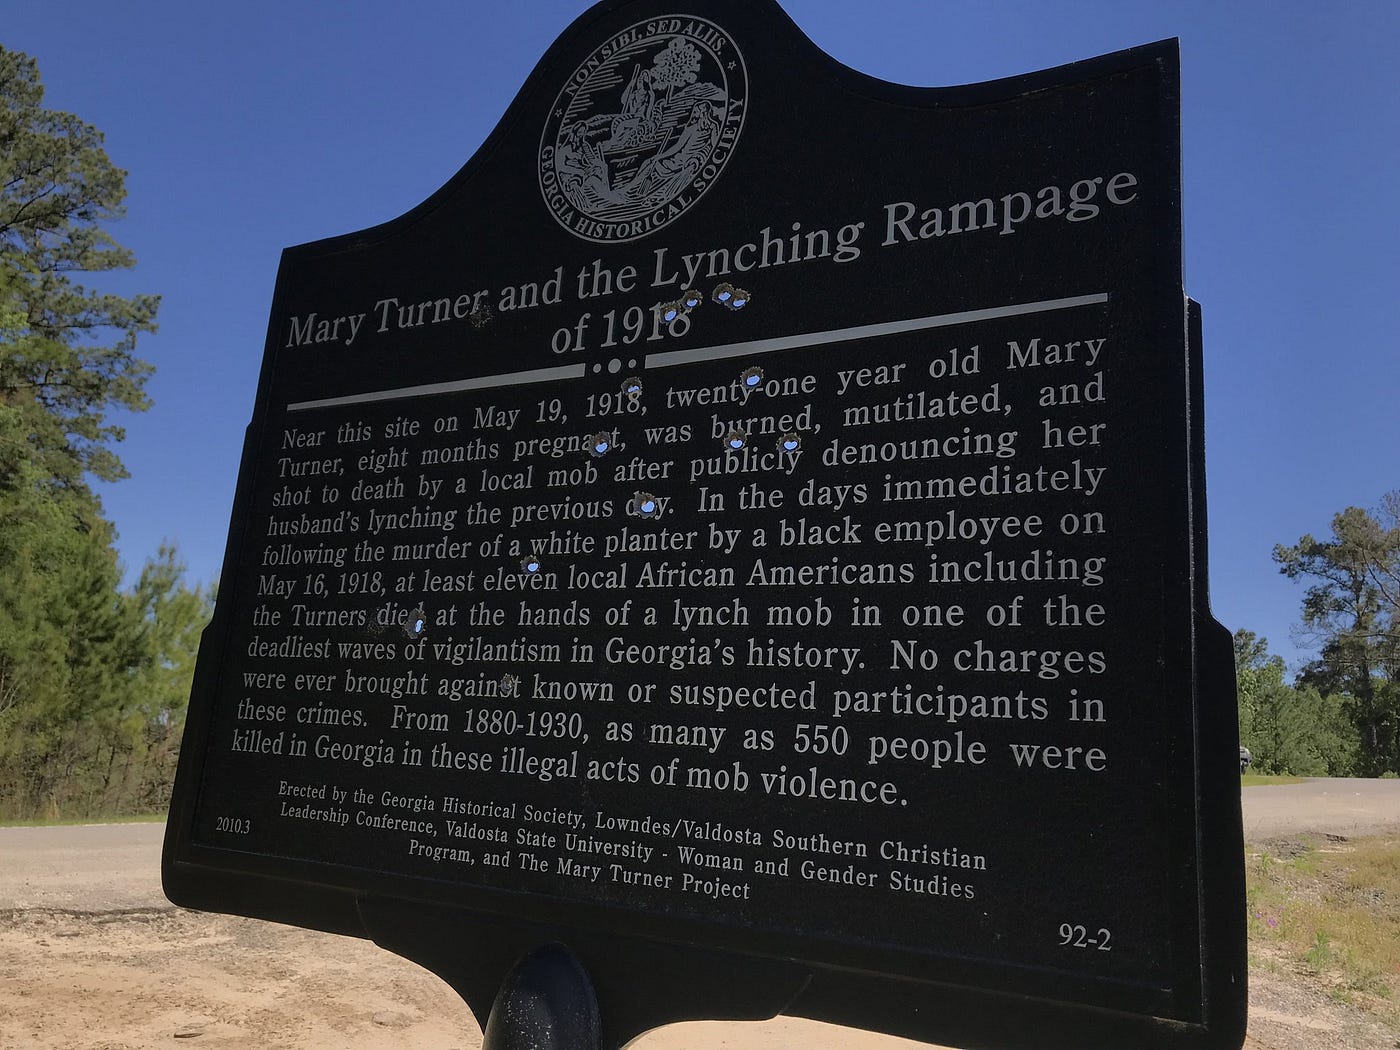 NON SIBI, SED ALIIS.
GEORGIA HISTORICAL SOCIETY
Mary Turner and the Lynching Rampage
of 1918
Near this site on May 19, 1918, twenty-one year old Mary
Turner, eight months pregnant, was burned, mutilated, and
shot to death by a local mob after publicly denouncing her
husband's lynching the previous day. In the days immediately
following the murder of a white planter by a black employee on
May 16, 1918, at least eleven local African Americans including
the Turners died at the hands of a lynch mob in one of the
deadliest waves of vigilantism in Georgia's history. No charges
were ever brought against known or suspected participants in
these crimes. From 1880-1930, as many as 550 people were
killed in Georgia in these illegal acts of mob violence.
Erected by the Georgia Historical Society, Lowndes/Valdosta Southern Christian
Leadership Conference, Valdosta State University - Woman and Gender Studies
Program, and The Mary Turner Project
2010.3
92-2